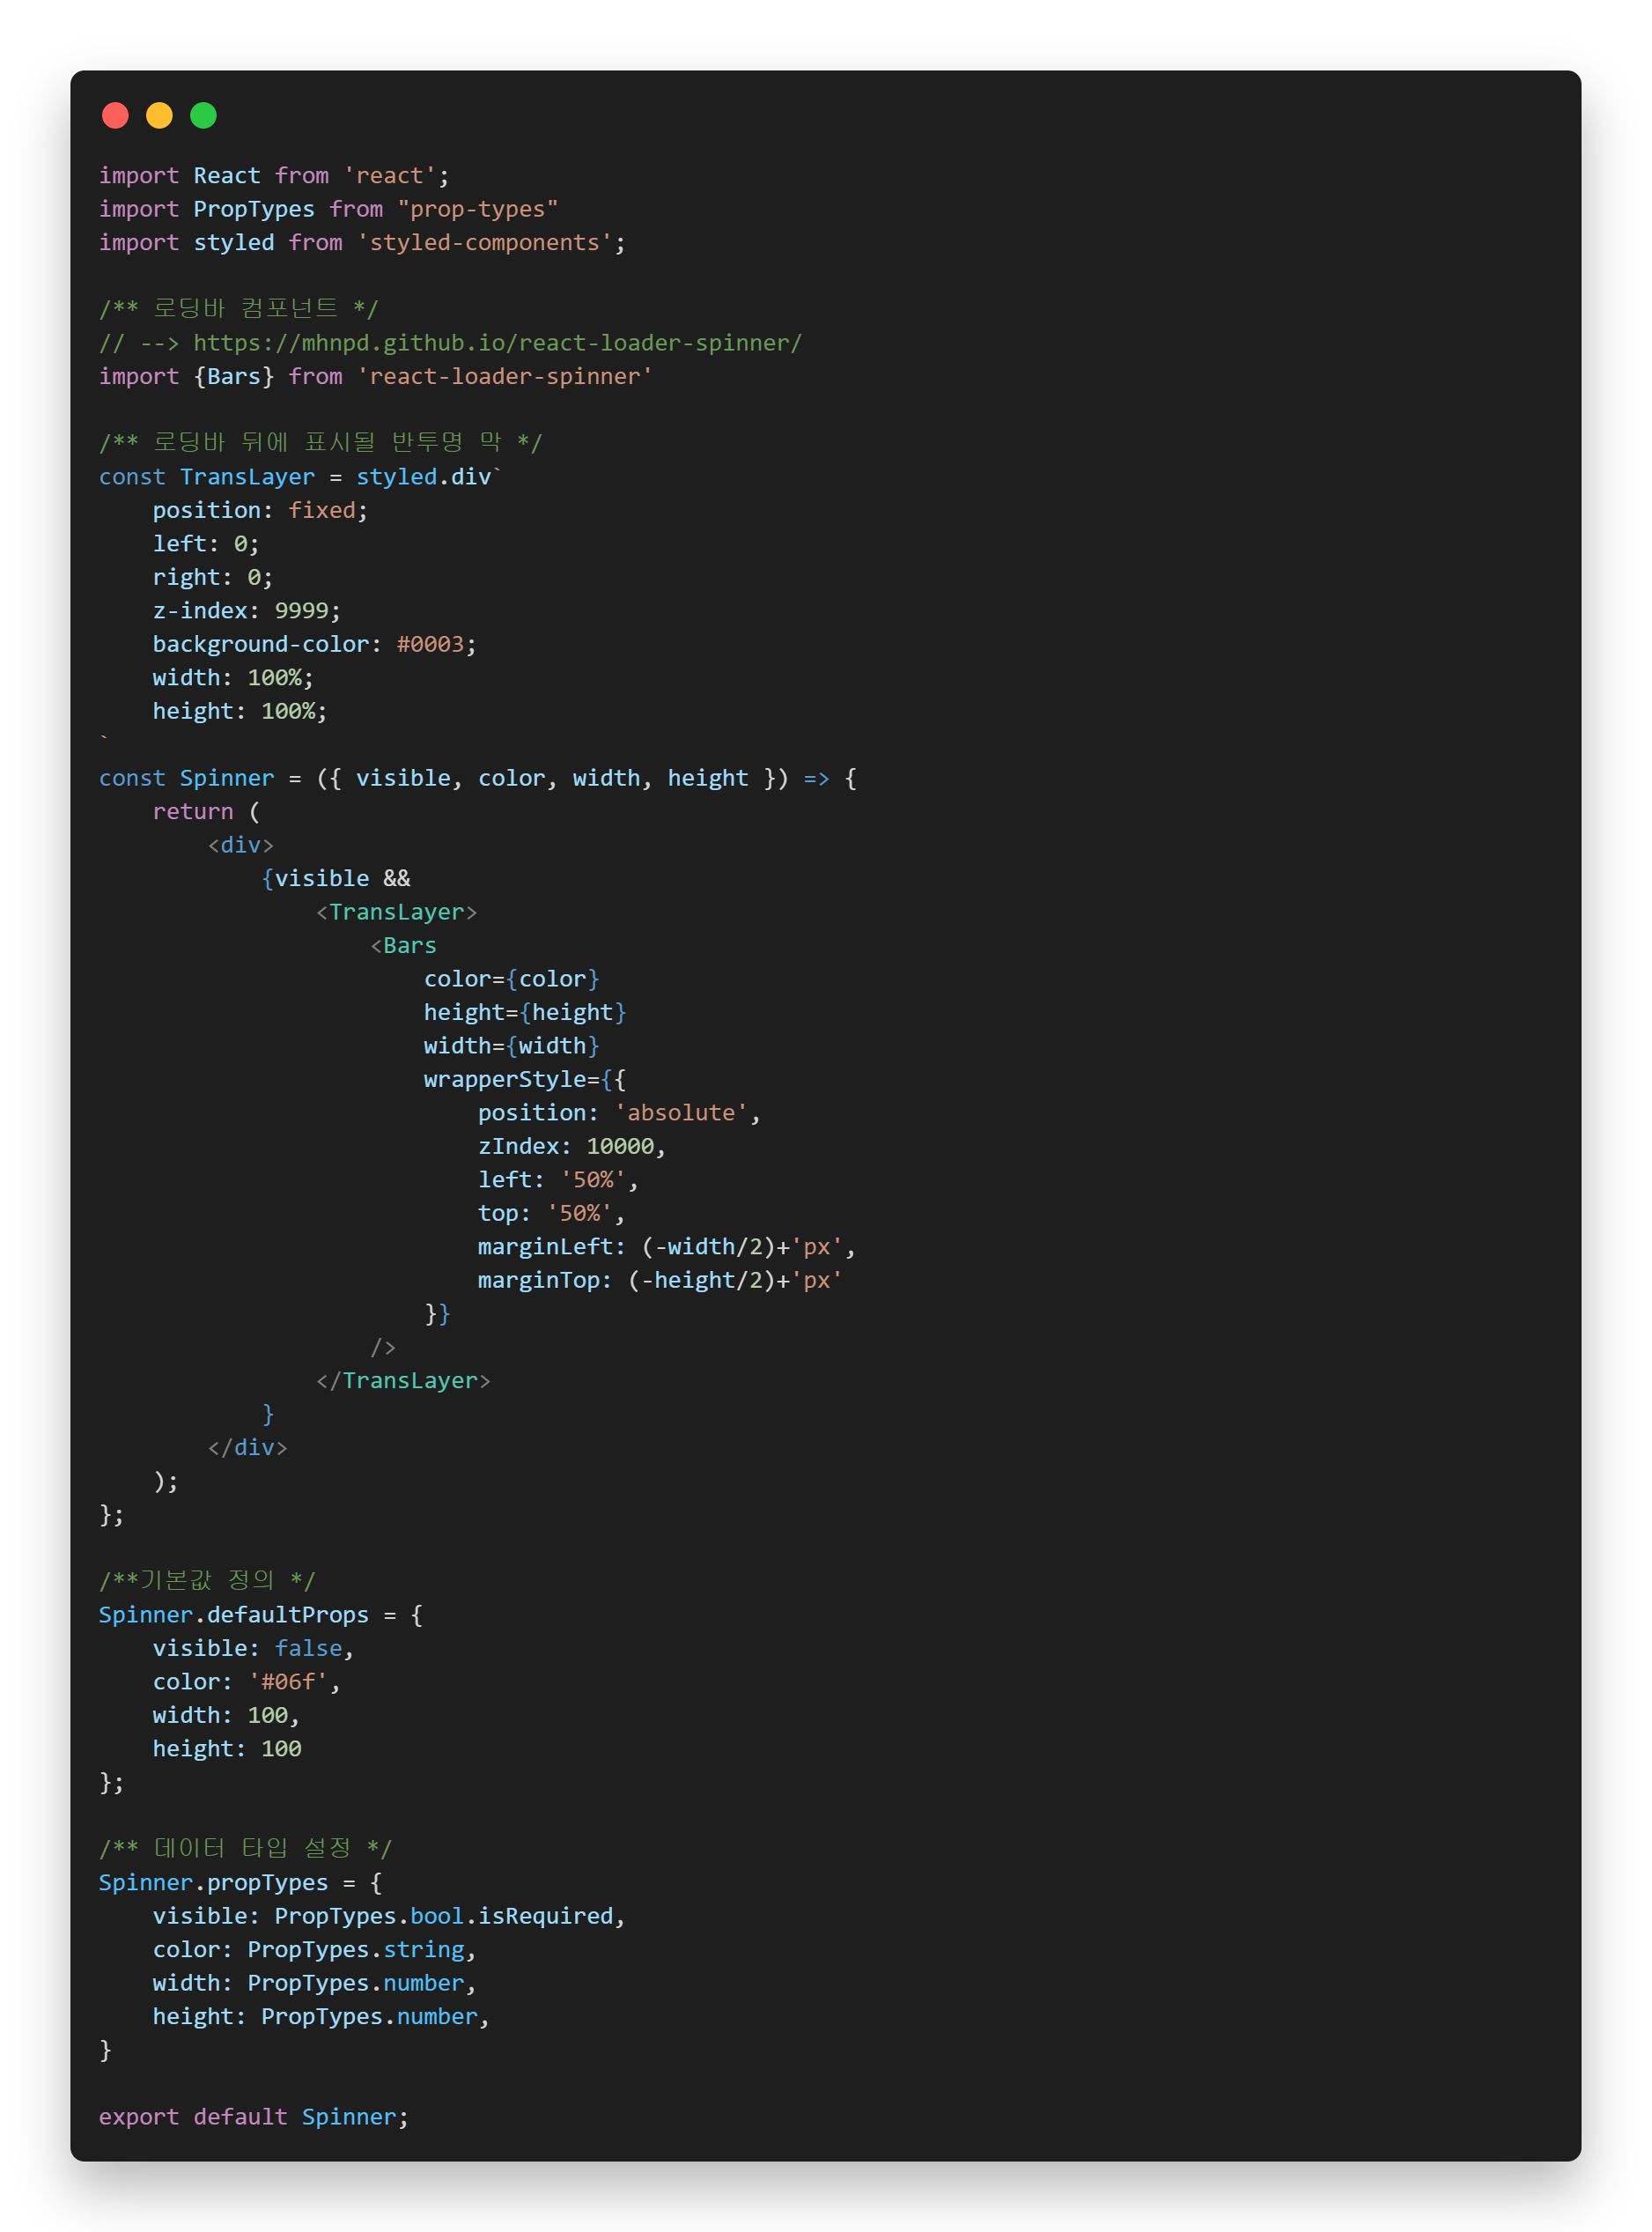 import React from 'react';
import PropTypes from "prop-types"
import styled from 'styled-components';

/** 로딩바 컴포넌트 */
// --> https://mhnpd.github.io/react-loader-spinner/
import {Bars} from 'react-loader-spinner'

/** 로딩바 뒤에 표시될 반투명 막 */
const TransLayer = styled.div`
    position: fixed;
    left: 0;
    right: 0;
    z-index: 9999;
    background-color: #0003;
    width: 100%;
    height: 100%;
`
const Spinner = ({ visible, color, width, height }) => {
    return (
        <div>
            {visible &&
                <TransLayer>
                    <Bars
                        color={color}
                        height={height}
                        width={width}
                        wrapperStyle={{
                            position: 'absolute',
                            zIndex: 10000,
                            left: '50%',
                            top: '50%',
                            marginLeft: (-width/2)+'px',
                            marginTop: (-height/2)+'px'
                        }}
                    />
                </TransLayer>
            }
        </div>
    );
};

/**기본값 정의 */
Spinner.defaultProps = {
    visible: false,
    color: '#06f',
    width: 100,
    height: 100
};

/** 데이터 타입 설정 */
Spinner.propTypes = {
    visible: PropTypes.bool.isRequired,
    color: PropTypes.string,
    width: PropTypes.number,
    height: PropTypes.number,
}

export default Spinner;